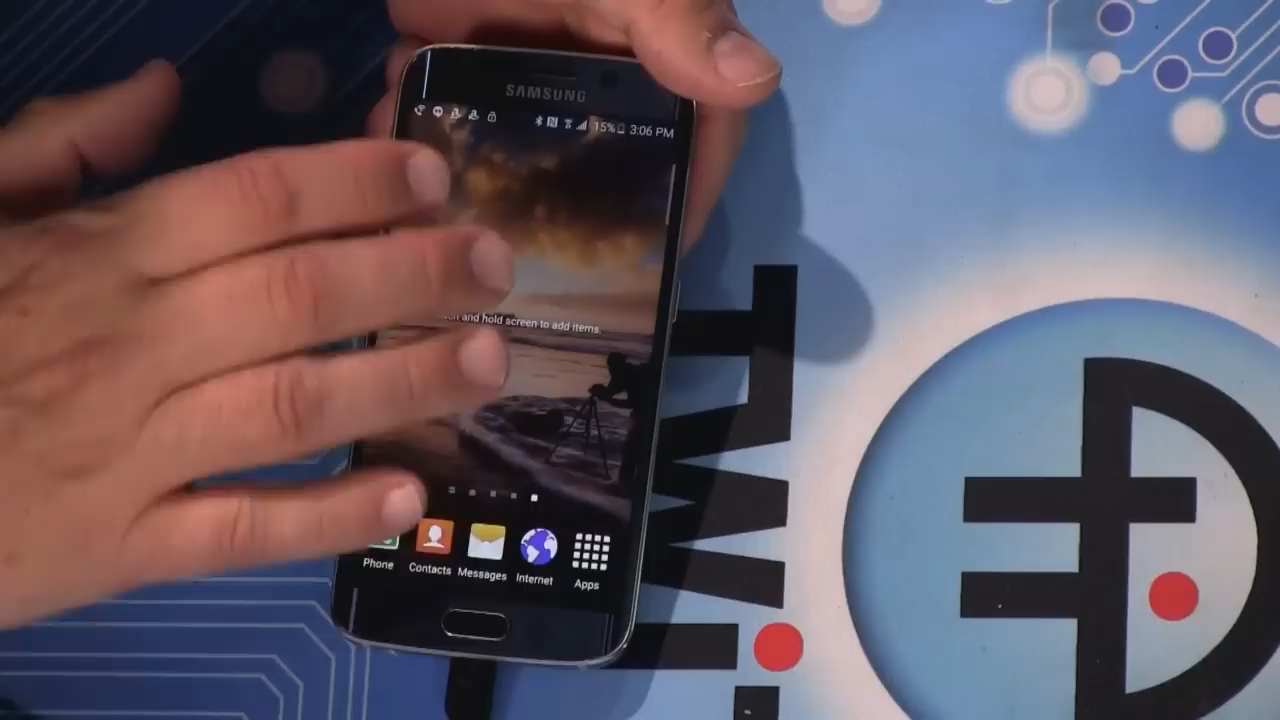 SAMSUNG
15% 3:06 PM
and hold screen to add items.
Phone
Contacts
Messages
Internet
Apps